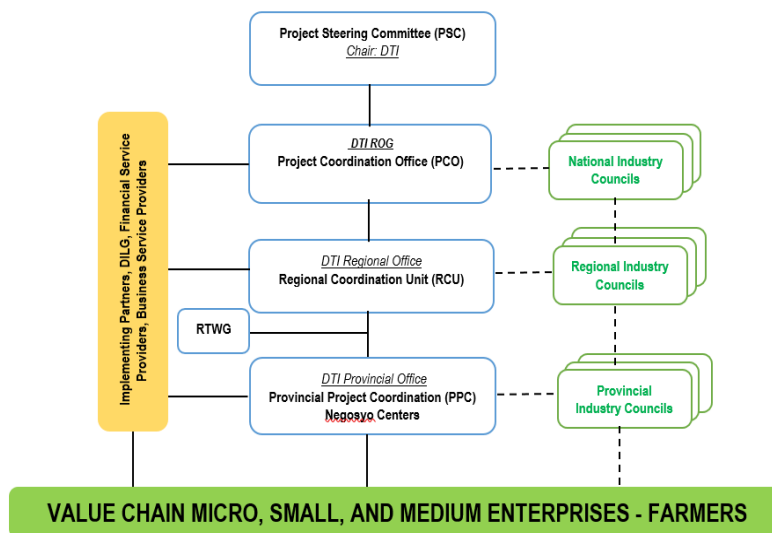 Project Steering Committee (PSC)
Chair: DTI
Implementing Partners, DILG, Financial Service
Providers, Business Service Providers
DTI ROG
Project Coordination Office (PCO)
National Industry
Councils
DTI Regional Office
Regional Coordination Unit (RCU)
Regional Industry
Councils
RTWG
DTI Provincial Office
Provincial Project Coordination (PPC)
Negosyo Centers
Provincial
Industry Councils
VALUE CHAIN MICRO, SMALL, AND MEDIUM ENTERPRISES - FARMERS